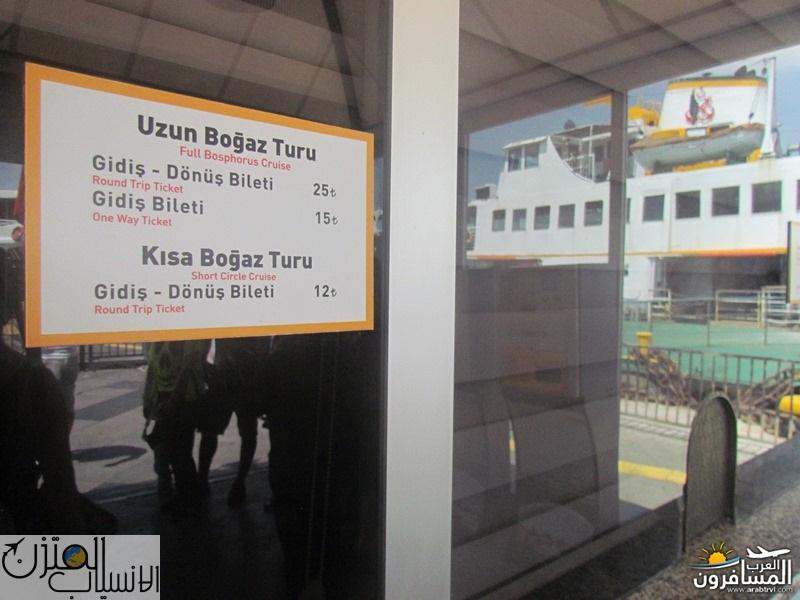 Uzun Boğaz Turu
Full Bosphorus Cruise
Gidiş - Dönüş Bileti 25₺
Round Trip Ticket
Gidiş Bileti 15₺
One Way Ticket
Kısa Boğaz Turu
Short Circle Cruise
Gidiş - Dönüş Bileti 12₺
Round Trip Ticket
الانسياب المتزن
العرب
المسافرون
www.arabtrvl.com